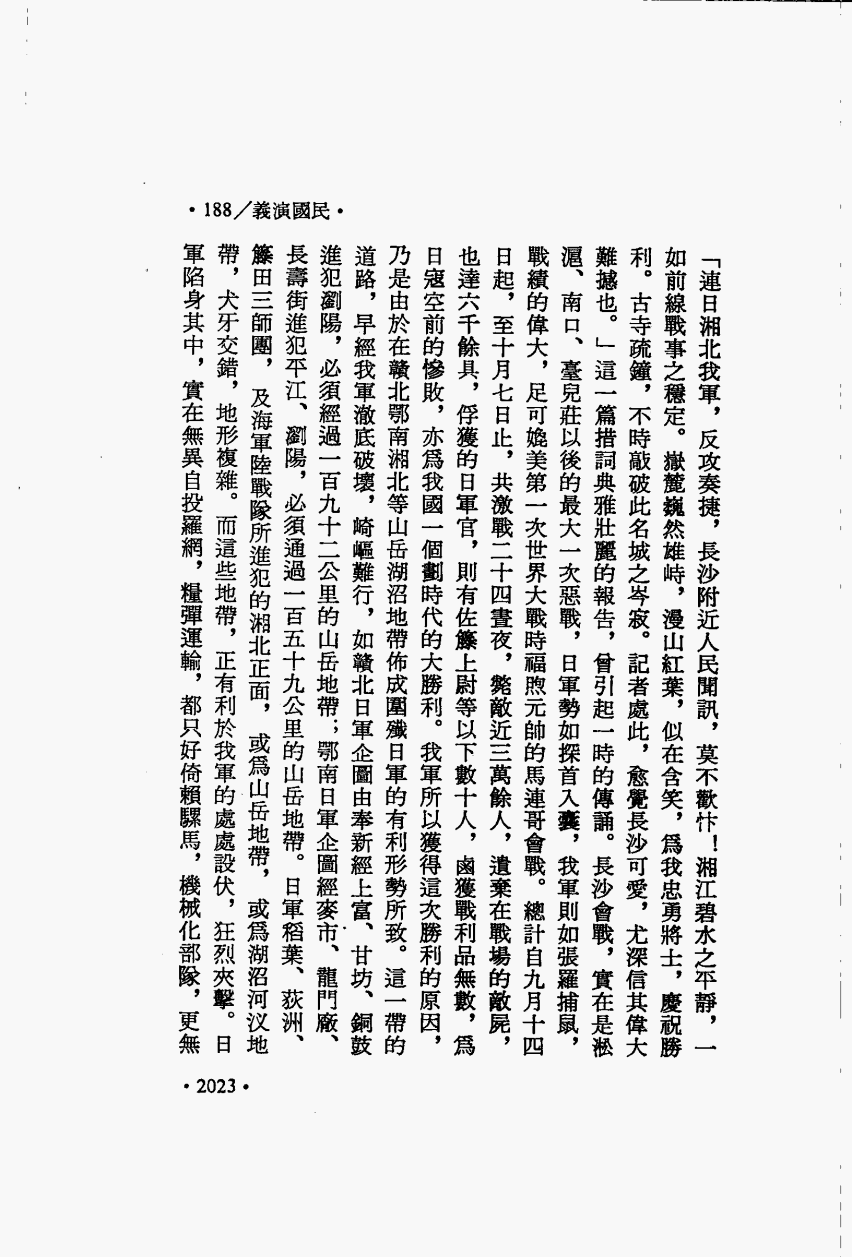 •188/義演國民•
「連日湘北我軍，反攻奏捷，長沙附近人民聞訊，莫不歡忭！湘江碧水之平靜，一
如前線戰事之穩定。嶽麓巍然雄峙，漫山紅葉，似在含笑，爲我忠勇將士，慶祝勝
利。古寺疏鐘，不時敲破此名城之岑寂。記者處此，愈覺長沙可愛，尤深信其偉大
難撼也。」這一篇措詞典雅壯麗的報告，曾引起一時的傳誦。長沙會戰，實在是淞
滬、南口、臺兒莊以後的最大一次惡戰，日軍勢如探首入囊，我軍則如張羅捕鼠，
戰績的偉大，足可媲美第一次世界大戰時福煦元帥的馬連哥會戰。總計自九月十四
日起，至十月七日止，共激戰二十四晝夜，斃敵近三萬餘人，遺棄在戰場的敵屍，
也達六千餘具，俘獲的日軍官，則有佐籐上尉等以下數十人，鹵獲戰利品無數，爲
日寇空前的慘敗，亦爲我國一個劃時代的大勝利。我軍所以獲得這次勝利的原因，
乃是由於在贛北鄂南湘北等山岳湖沼地帶佈成圍殲日軍的有利形勢所致。這一帶的
道路，早經我軍澈底破壞，崎嶇難行，如贛北日軍企圖由奉新經上富、甘坊、銅鼓
進犯瀏陽，必須經過一百九十二公里的山岳地帶；鄂南日軍企圖經麥市、龍門廠、
長壽街進犯平江、瀏陽，必須通過一百五十九公里的山岳地帶。日軍稻葉、荻洲、
籐田三師團，及海軍陸戰隊所進犯的湘北正面，或爲山岳地帶，或爲湖沼河汊地
帶，犬牙交錯，地形複雜。而這些地帶，正有利於我軍的處處設伏，狂烈夾擊。日
軍陷身其中，實在無異自投羅網，糧彈運輸，都只好倚賴騾馬，機械化部隊，更無
•2023•